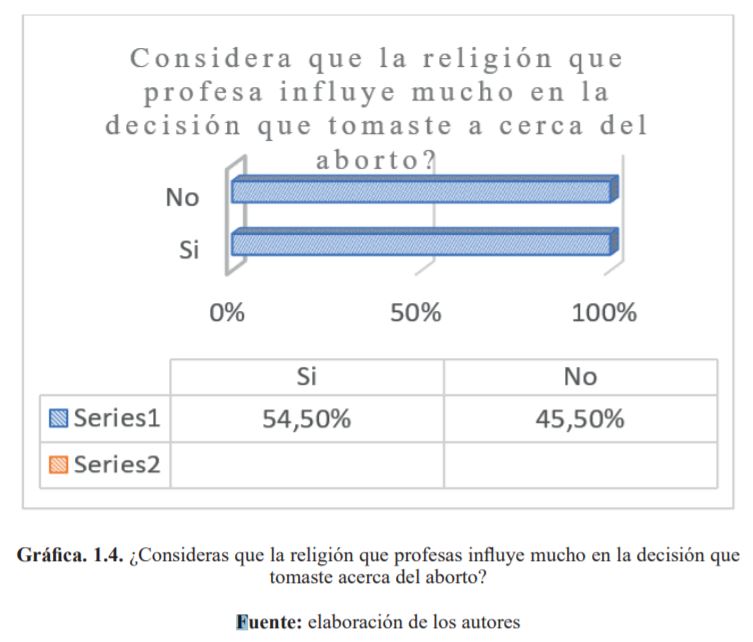 Considera que la religión que
profesa influye mucho en la
decisión que tomaste a cerca del
aborto?
No
Si
0% 50% 100%
Si No
Series1 54,50% 45,50%
Series2
Gráfica. 1.4. ¿Consideras que la religión que profesas influye mucho en la decisión que
tomaste acerca del aborto?
Fuente: elaboración de los autores